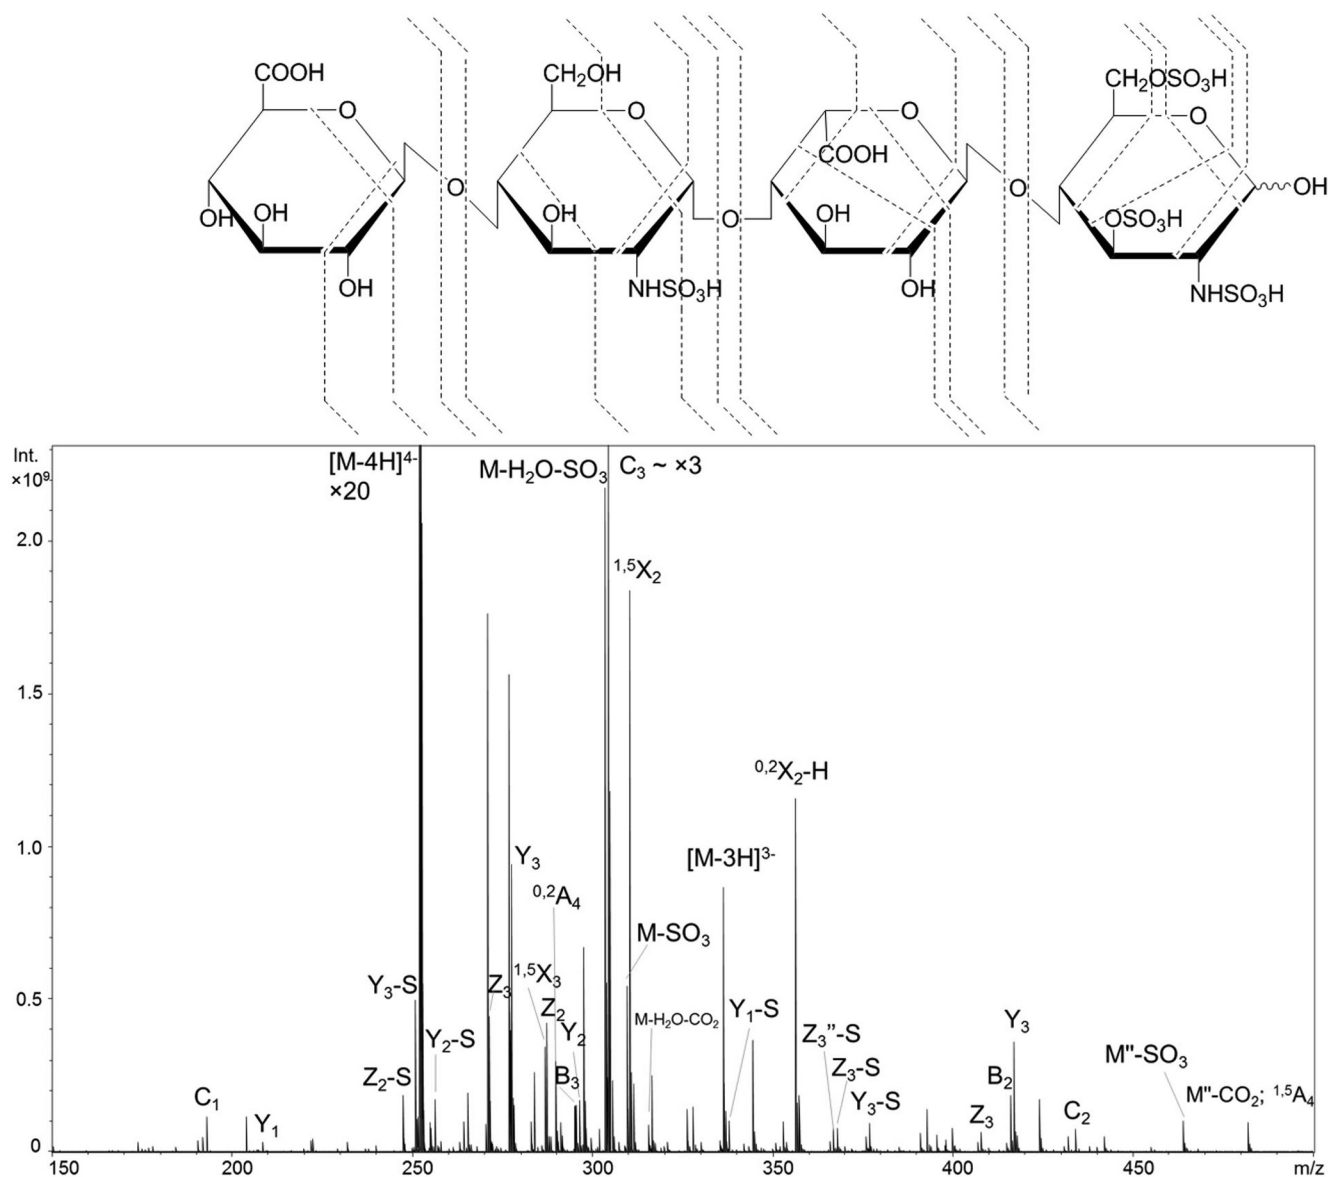 COOH
O
OH
OH
OH
O
CH₂OH
O
OH
NHSO₃H
O
O
COOH
OH
OH
O
CH₂OSO₃H
O
OSO₃H
NHSO₃H
OH
Int.
×10⁹
2.0
1.5
1.0
0.5
0
[M-4H]⁴⁻
×20
M-H₂O-SO₃
C₃ ~ ×3
¹,⁵X₂
⁰,²X₂-H
[M-3H]³⁻
Y₃
⁰,²A₄
M-SO₃
Y₃-S
Z₃
¹,⁵X₃
Z₂
Y₂
M-H₂O-CO₂
Y₁-S
Z₃''-S
Z₃-S
Y₃-S
Y₂-S
Z₂-S
B₃
C₁
Y₁
Y₃
B₂
Z₃
C₂
M''-SO₃
M''-CO₂; ¹,⁵A₄
150 200 250 300 350 400 450 m/z